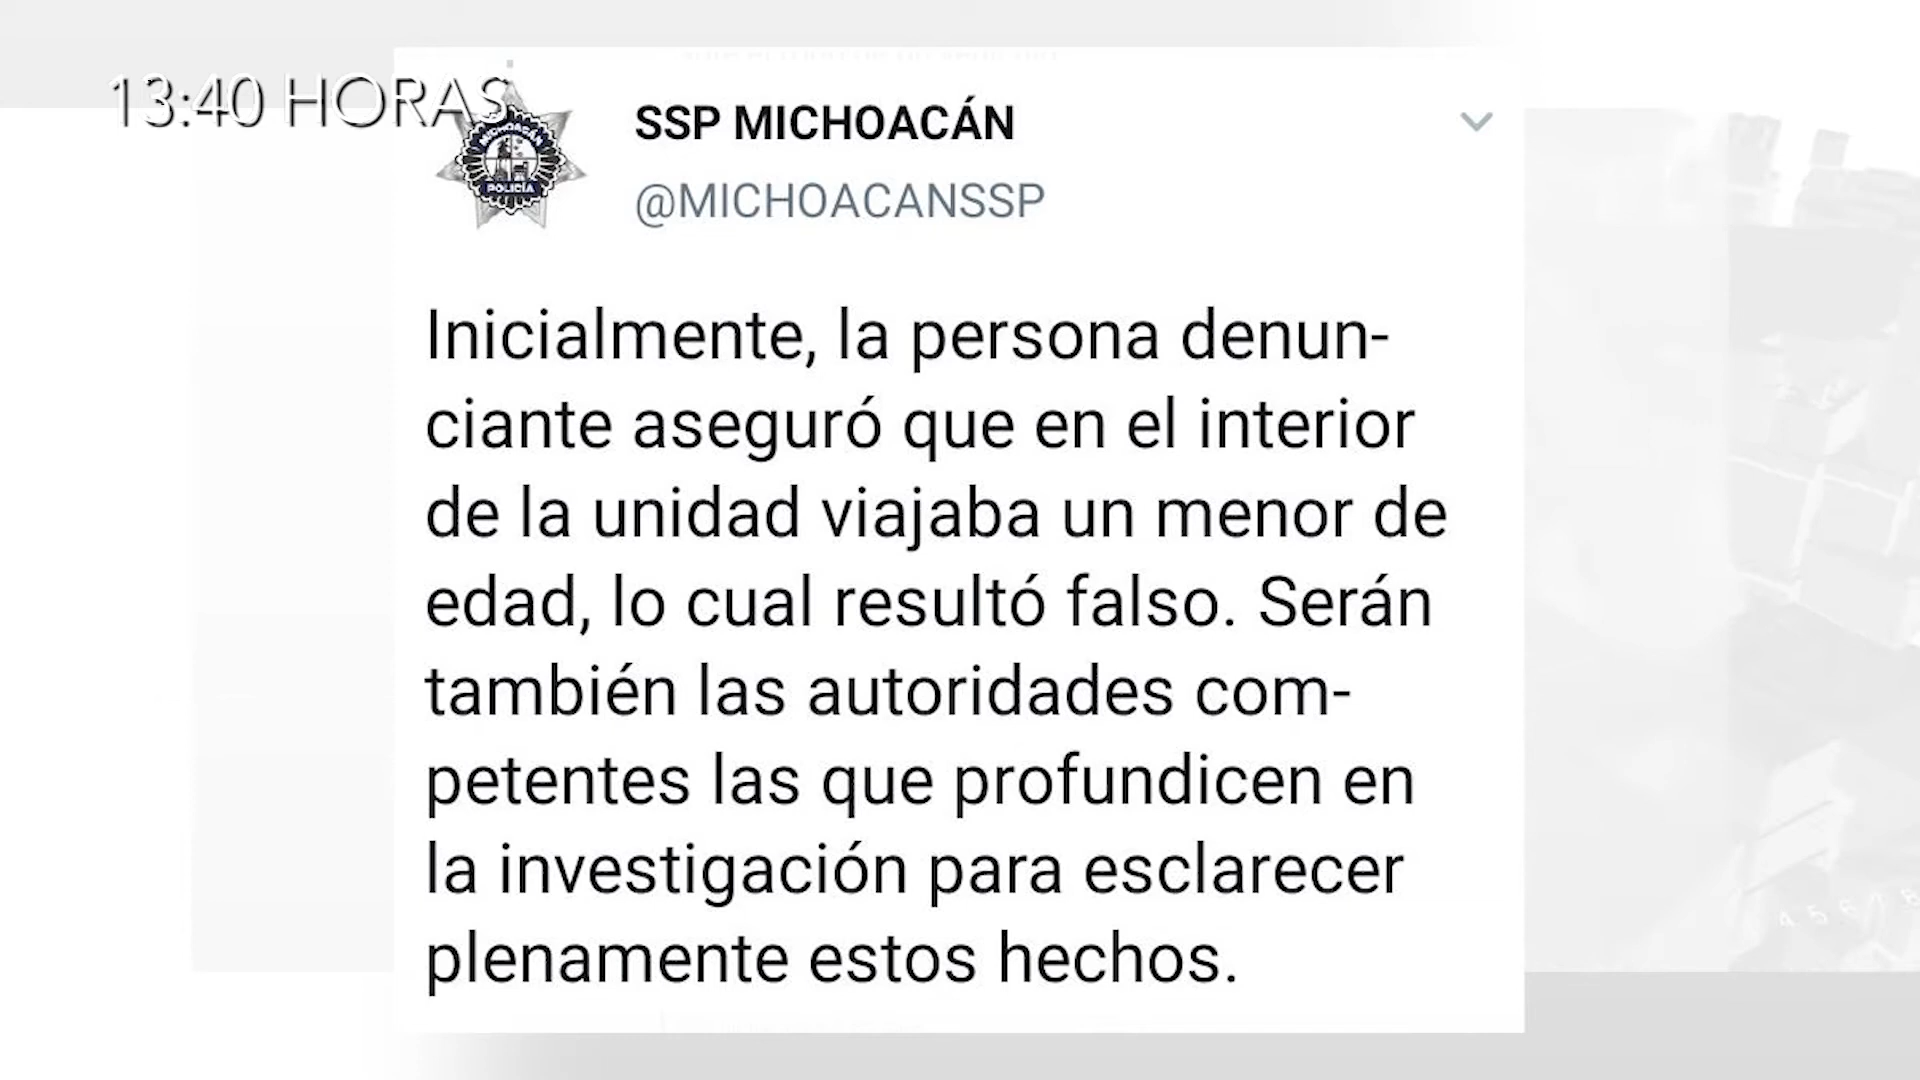 13:40 HORAS
MICHOACÁN
POLICÍA
SSP MICHOACÁN
@MICHOACANSSP
Inicialmente, la persona denun-
ciante aseguró que en el interior
de la unidad viajaba un menor de
edad, lo cual resultó falso. Serán
también las autoridades com-
petentes las que profundicen en
la investigación para esclarecer
plenamente estos hechos.